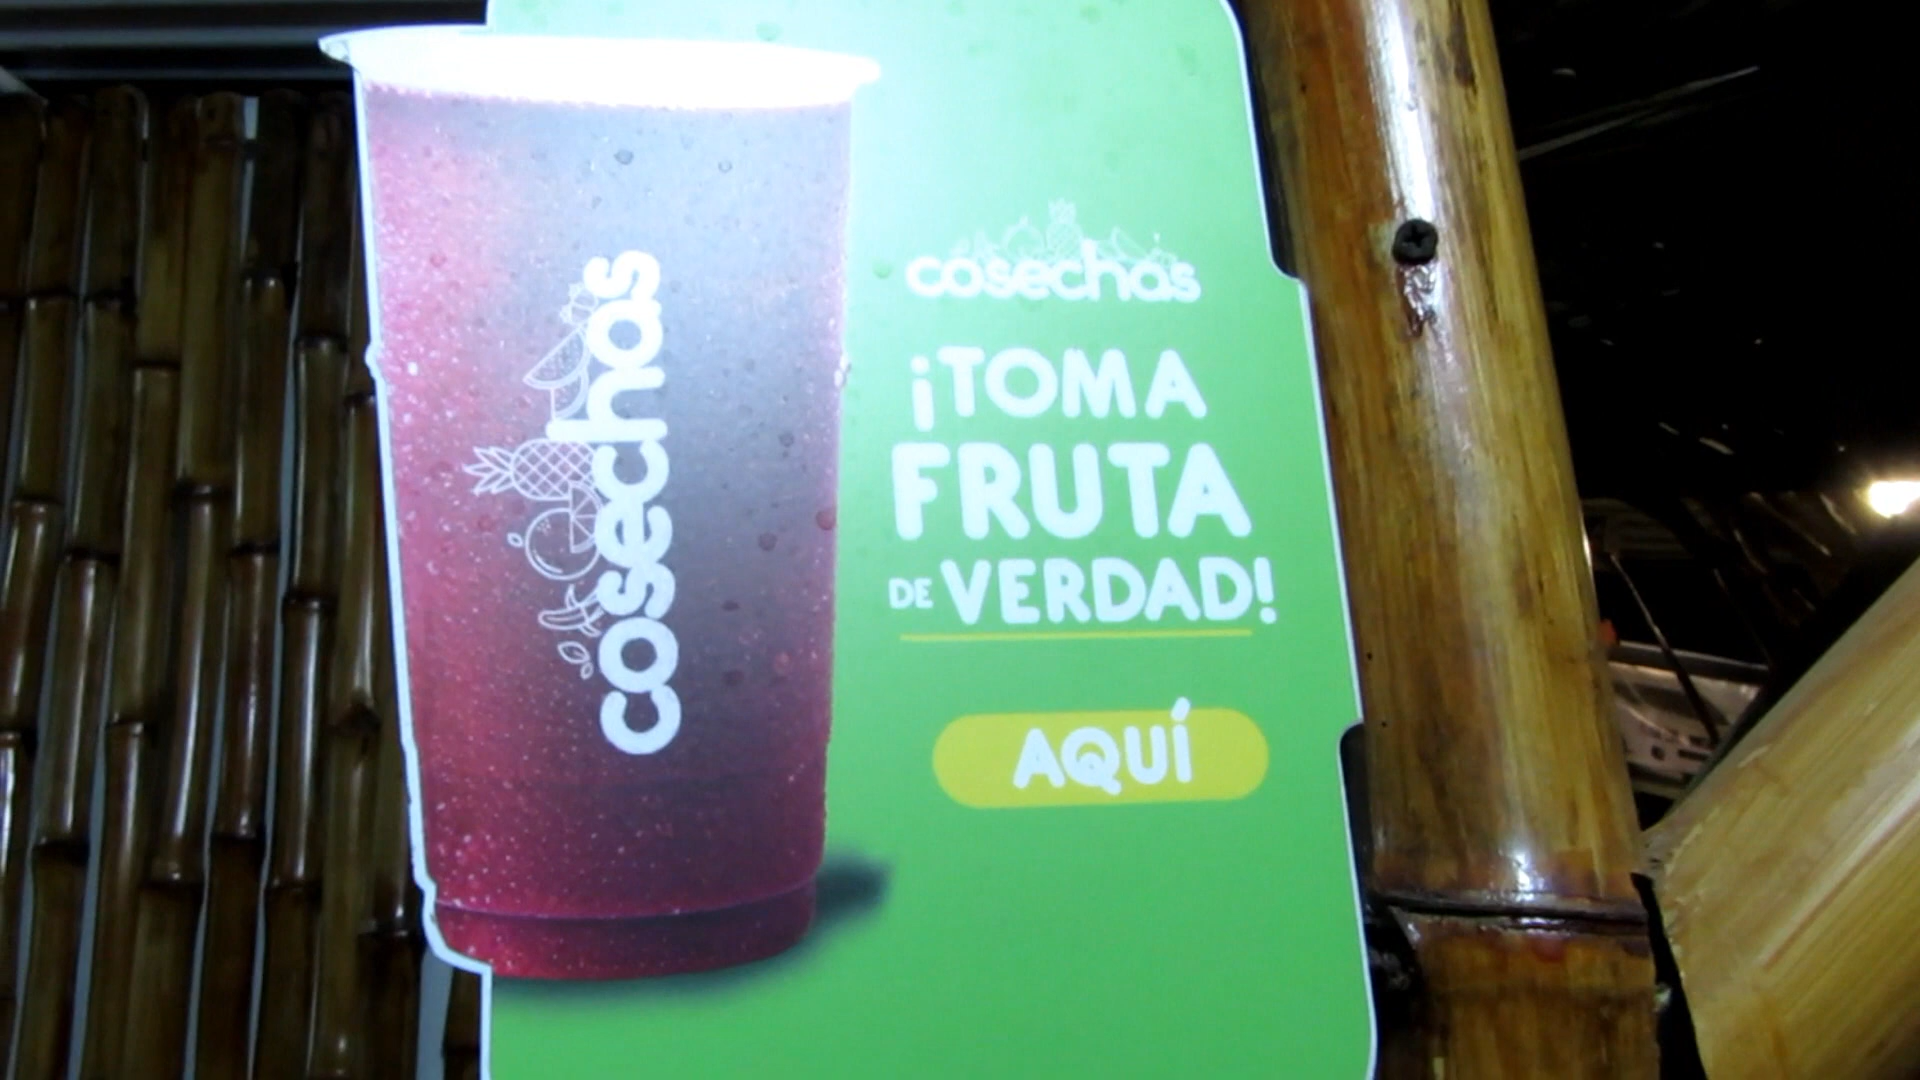 cosechas
cosechas
¡TOMA
FRUTA
DE VERDAD!
AQUÍ